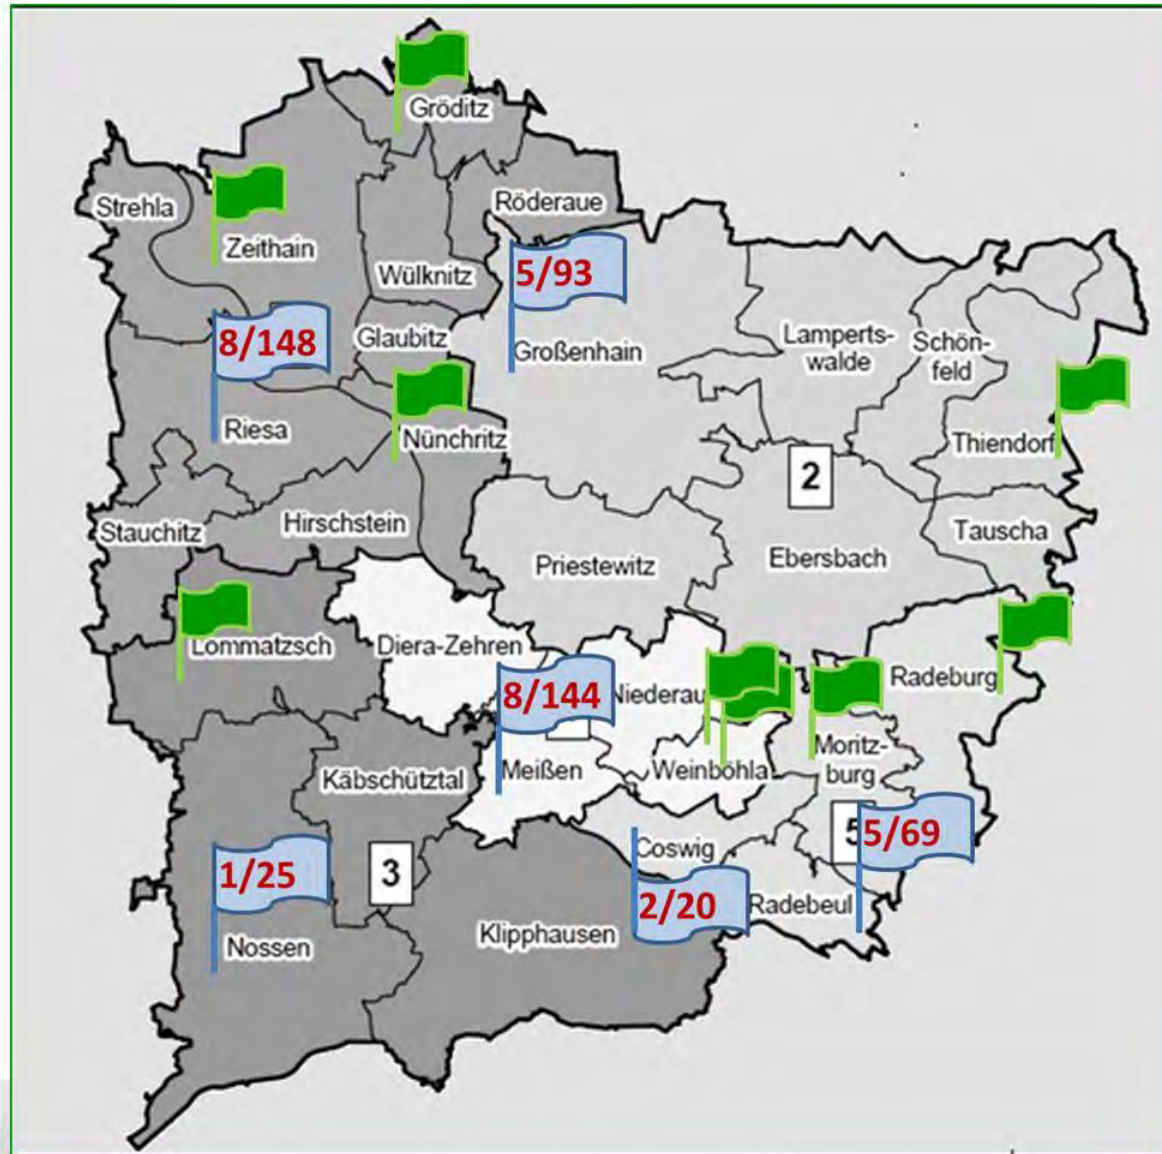 Gröditz
Strehla
Röderaue
Zeithain
Wülknitz
5/93
8/148
Glaubitz
Großenhain
Lamperts-
walde
Schön-
feld
Riesa
Nünchritz
Thiendorf
2
Stauchitz
Hirschstein
Tauscha
Priestewitz
Ebersbach
Lommatzsch
Diera-Zehren
8/144
Niederau
Radeburg
Meißen
Weinböhla
Moritz-
burg
Käbschütztal
5/69
5
Coswig
1/25
3
2/20
Radebeul
Klipphausen
Nossen